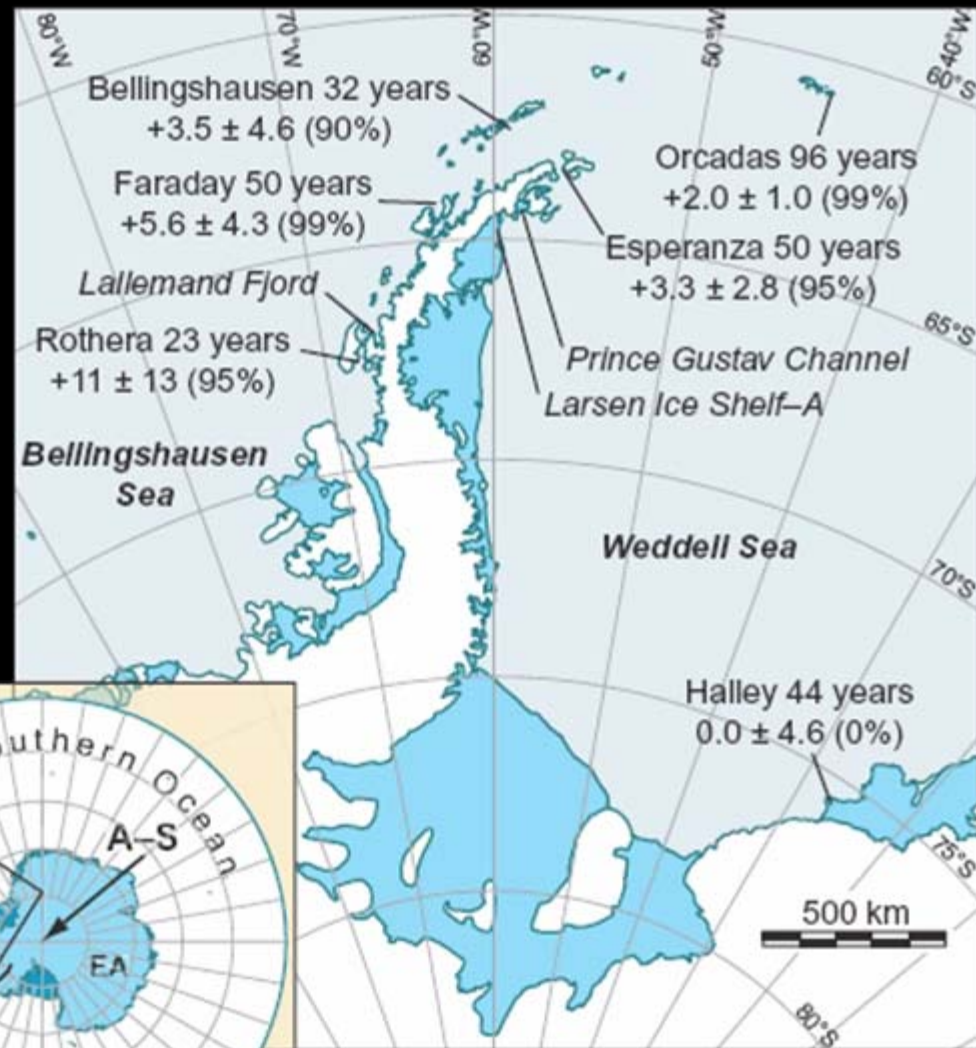 80°W
70°W
60°W
50°W
40°W
60°S
Bellingshausen 32 years
+3.5 ± 4.6 (90%)
Orcadas 96 years
+2.0 ± 1.0 (99%)
Faraday 50 years
+5.6 ± 4.3 (99%)
Esperanza 50 years
+3.3 ± 2.8 (95%)
Lallemand Fjord
65°S
Rothera 23 years
+11 ± 13 (95%)
Prince Gustav Channel
Larsen Ice Shelf–A
Bellingshausen
Sea
Weddell Sea
70°S
Halley 44 years
0.0 ± 4.6 (0%)
75°S
500 km
80°S
outhern Ocean
A–S
EA